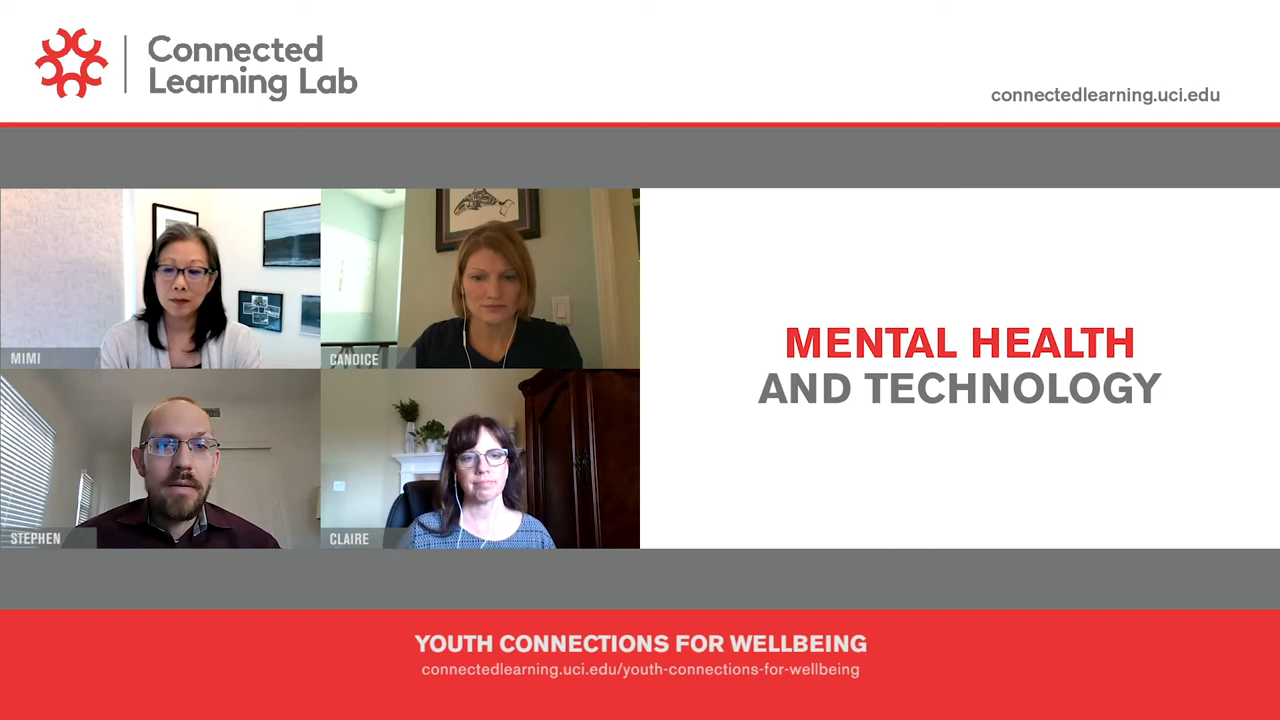 Connected
Learning Lab
connectedlearning.uci.edu
MIMI
CANDICE
STEPHEN
CLAIRE
MENTAL HEALTH
AND TECHNOLOGY
YOUTH CONNECTIONS FOR WELLBEING
connectedlearning.uci.edu/youth-connections-for-wellbeing